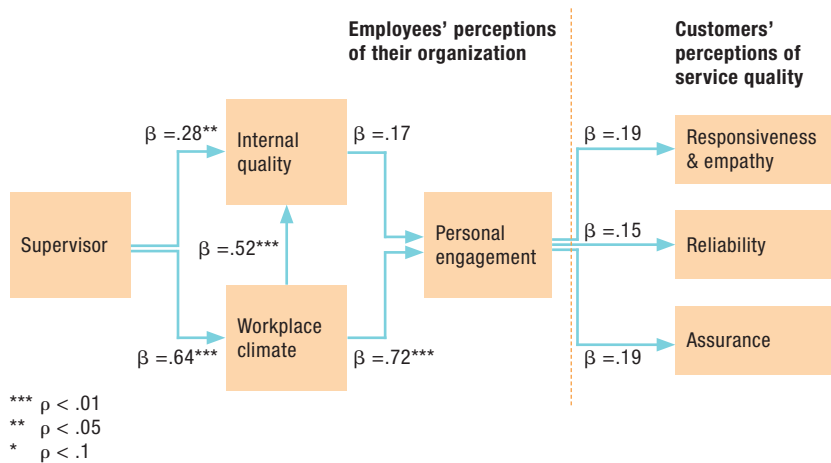 Employees’ perceptions
of their organization
Customers’
perceptions of
service quality
β =.28**
Internal
quality
β =.17
β =.19
Responsiveness
& empathy
Supervisor
β =.52***
Personal
engagement
β =.15
Reliability
β =.64***
Workplace
climate
β =.72***
β =.19
Assurance
*** ρ < .01
** ρ < .05
* ρ < .1